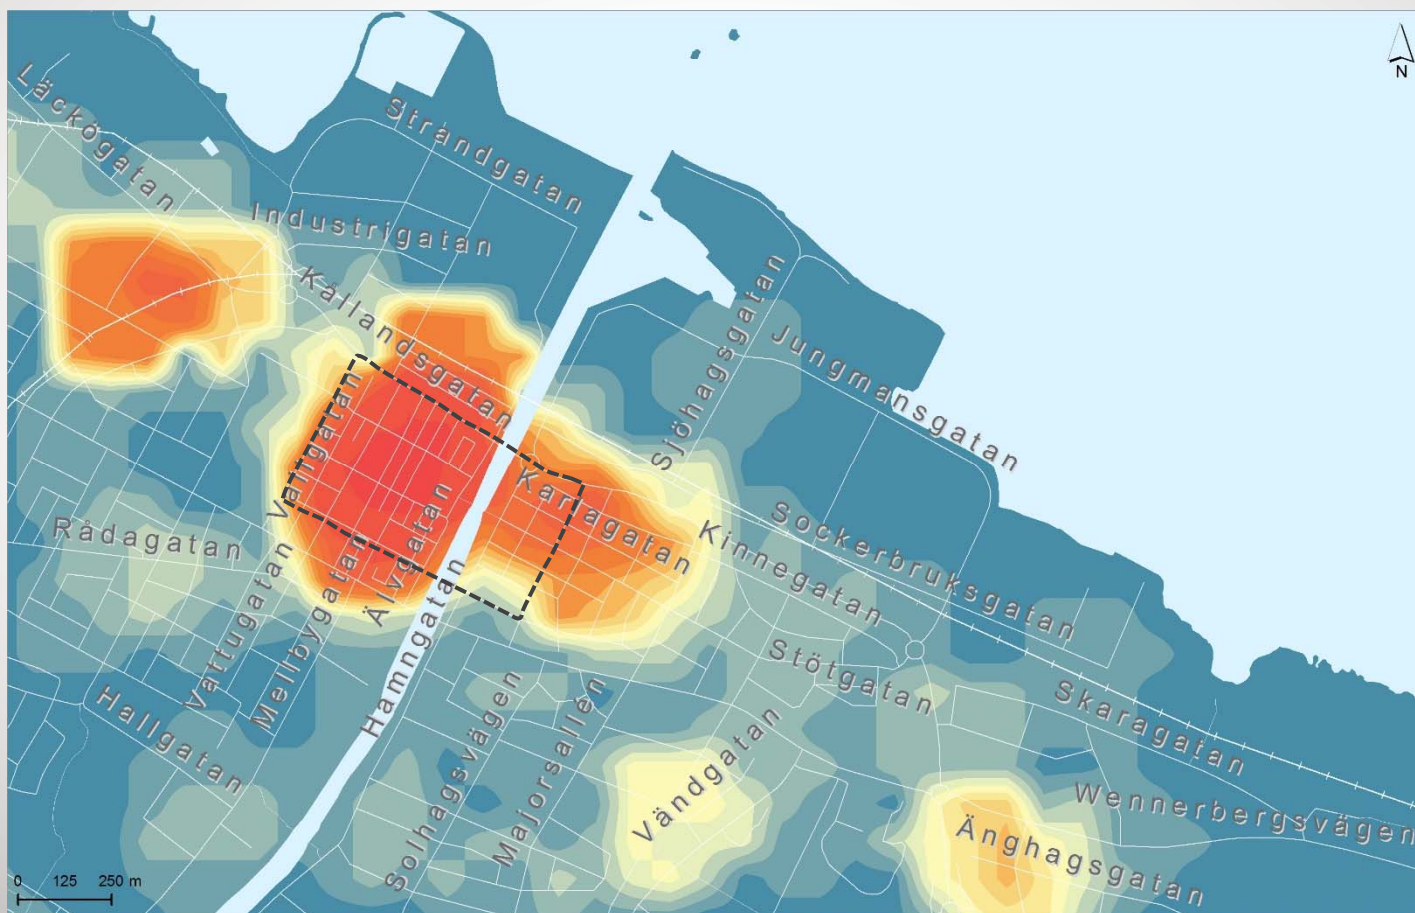 N
Läckögatan
Strandgatan
Industrigatan
Kållandsgatan
Sjöhagsgatan
Jungmansgatan
Vallgatan
Karlagatan
Rådagatan
Kinnegatan
Sockerbruksgatan
Vattugatan
Mellbygatan
Älvgatan
Hamngatan
Stötgatan
Skaragatan
Hallgatan
Solhagsvägen
Majorsallén
Vändgatan
Wennerbergsvägen
Änghagsgatan
0 125 250 m